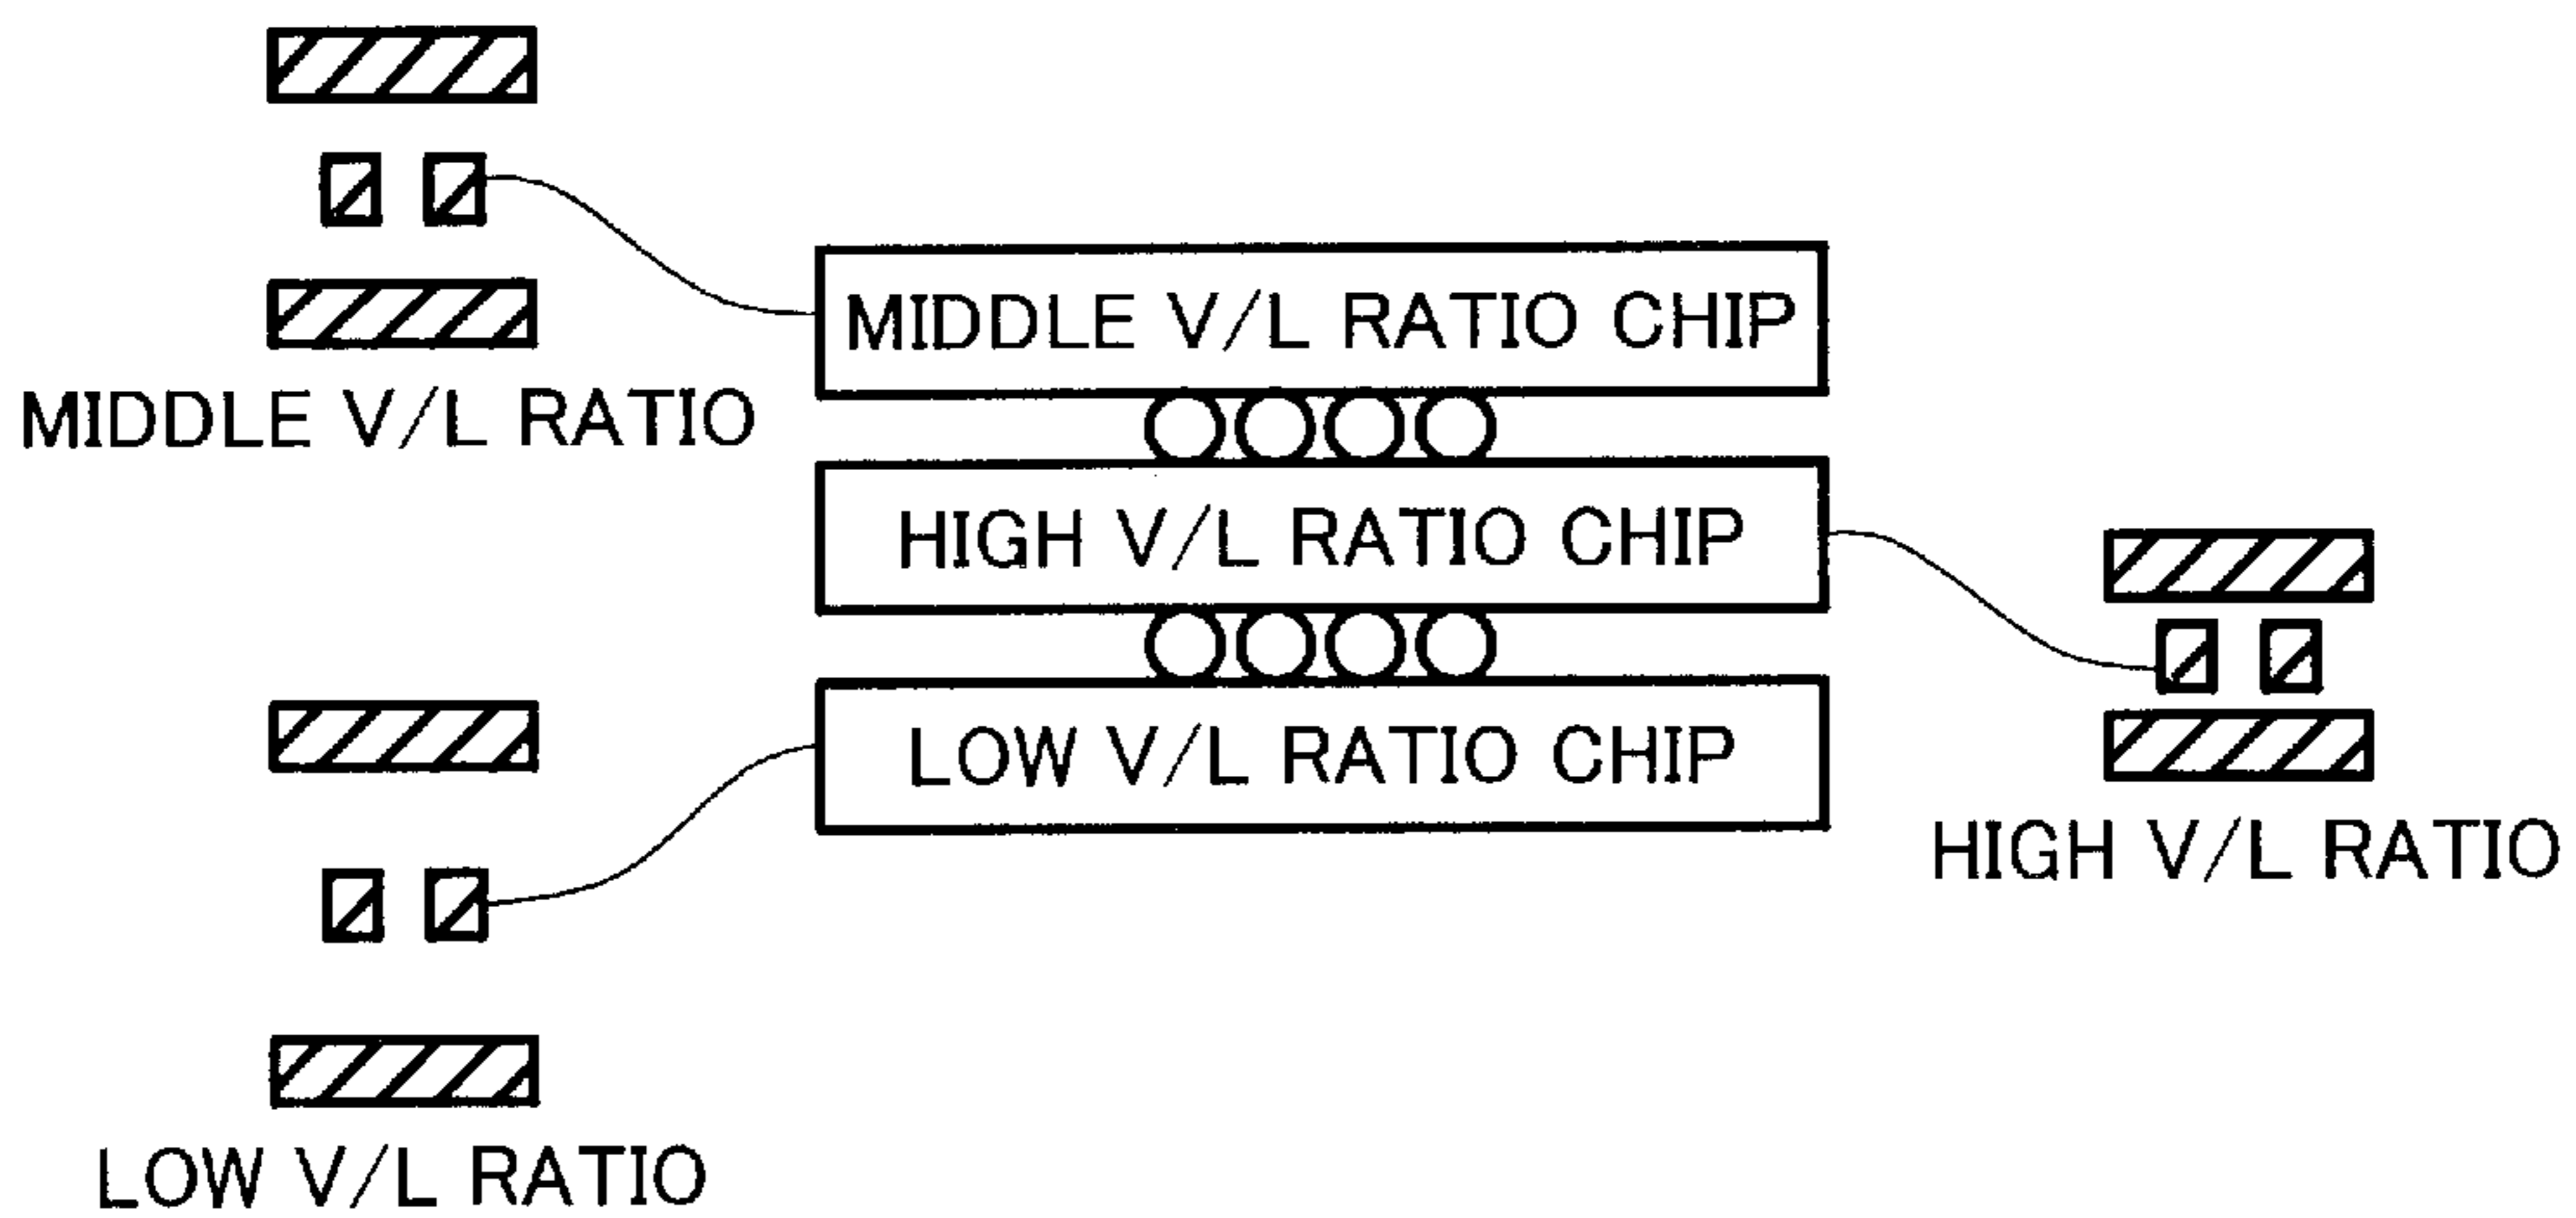 MIDDLE V/L RATIO CHIP
MIDDLE V/L RATIO
HIGH V/L RATIO CHIP
LOW V/L RATIO CHIP
HIGH V/L RATIO
LOW V/L RATIO